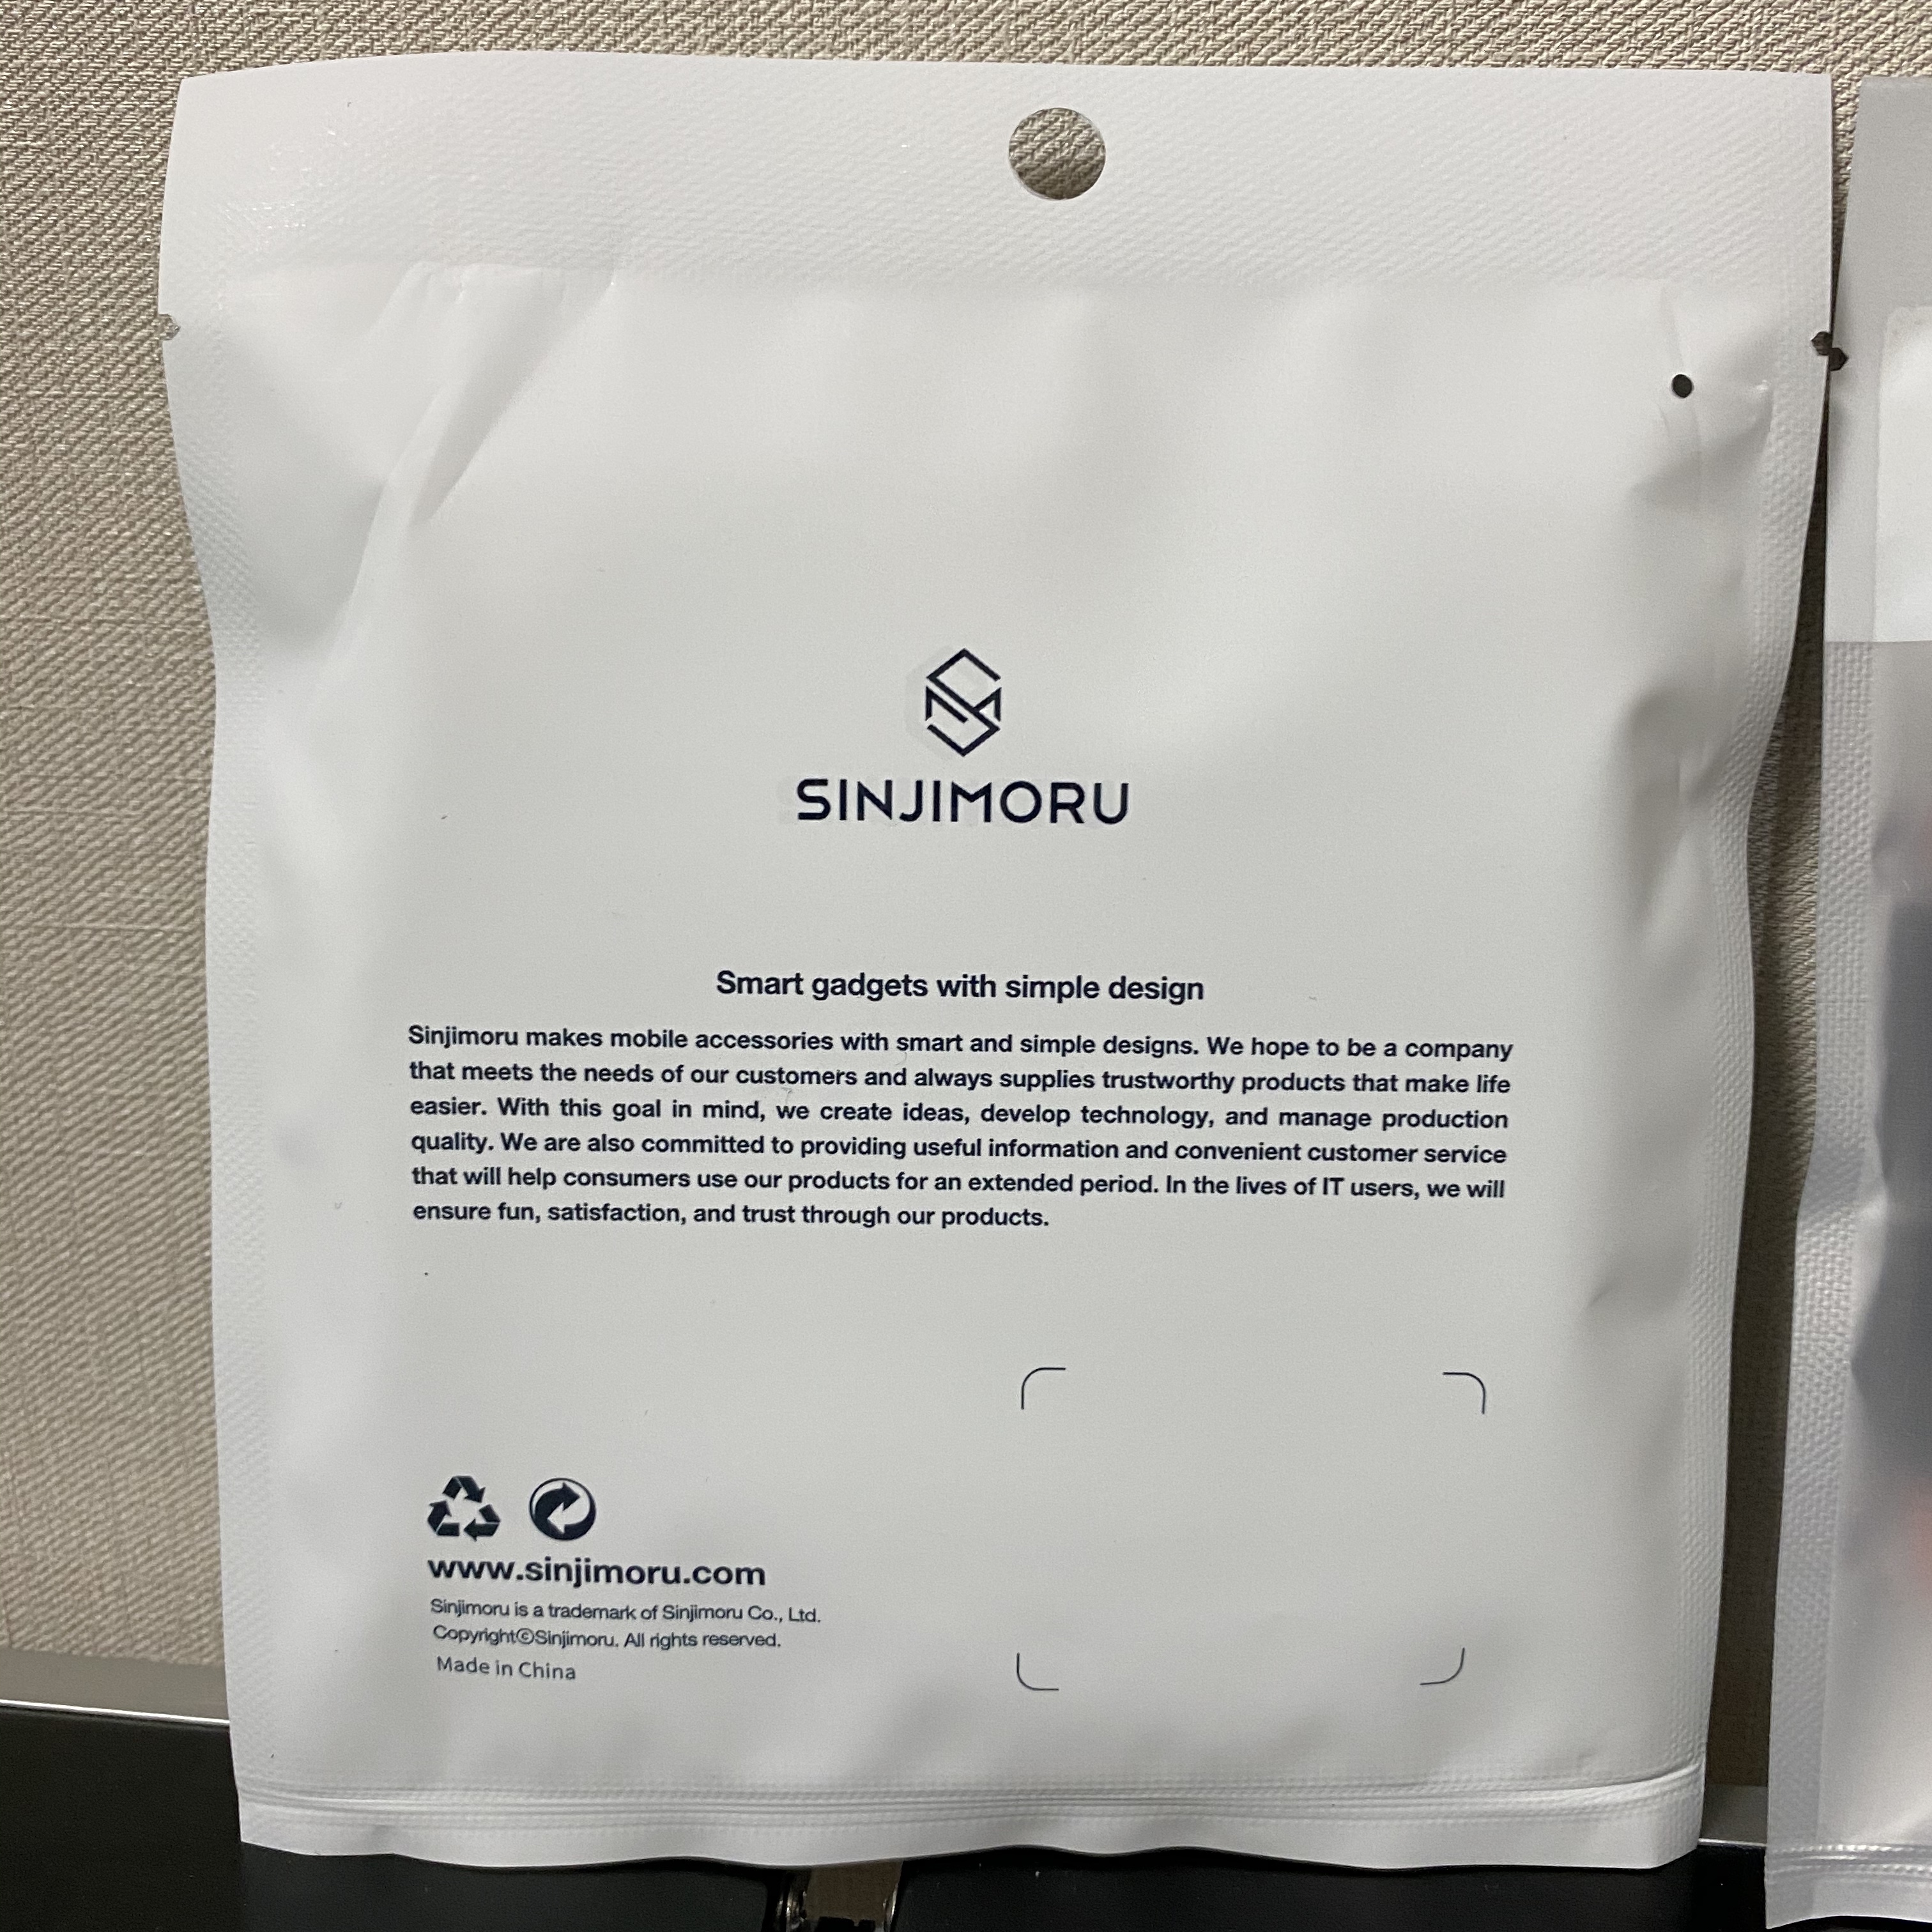 SINJIMORU
Smart gadgets with simple design
Sinjimoru makes mobile accessories with smart and simple designs. We hope to be a company
that meets the needs of our customers and always supplies trustworthy products that make life
easier. With this goal in mind, we create ideas, develop technology, and manage production
quality. We are also committed to providing useful information and convenient customer service
that will help consumers use our products for an extended period. In the lives of IT users, we will
ensure fun, satisfaction, and trust through our products.
www.sinjimoru.com
Sinjimoru is a trademark of Sinjimoru Co., Ltd.
Copyright©Sinjimoru. All rights reserved.
Made in China